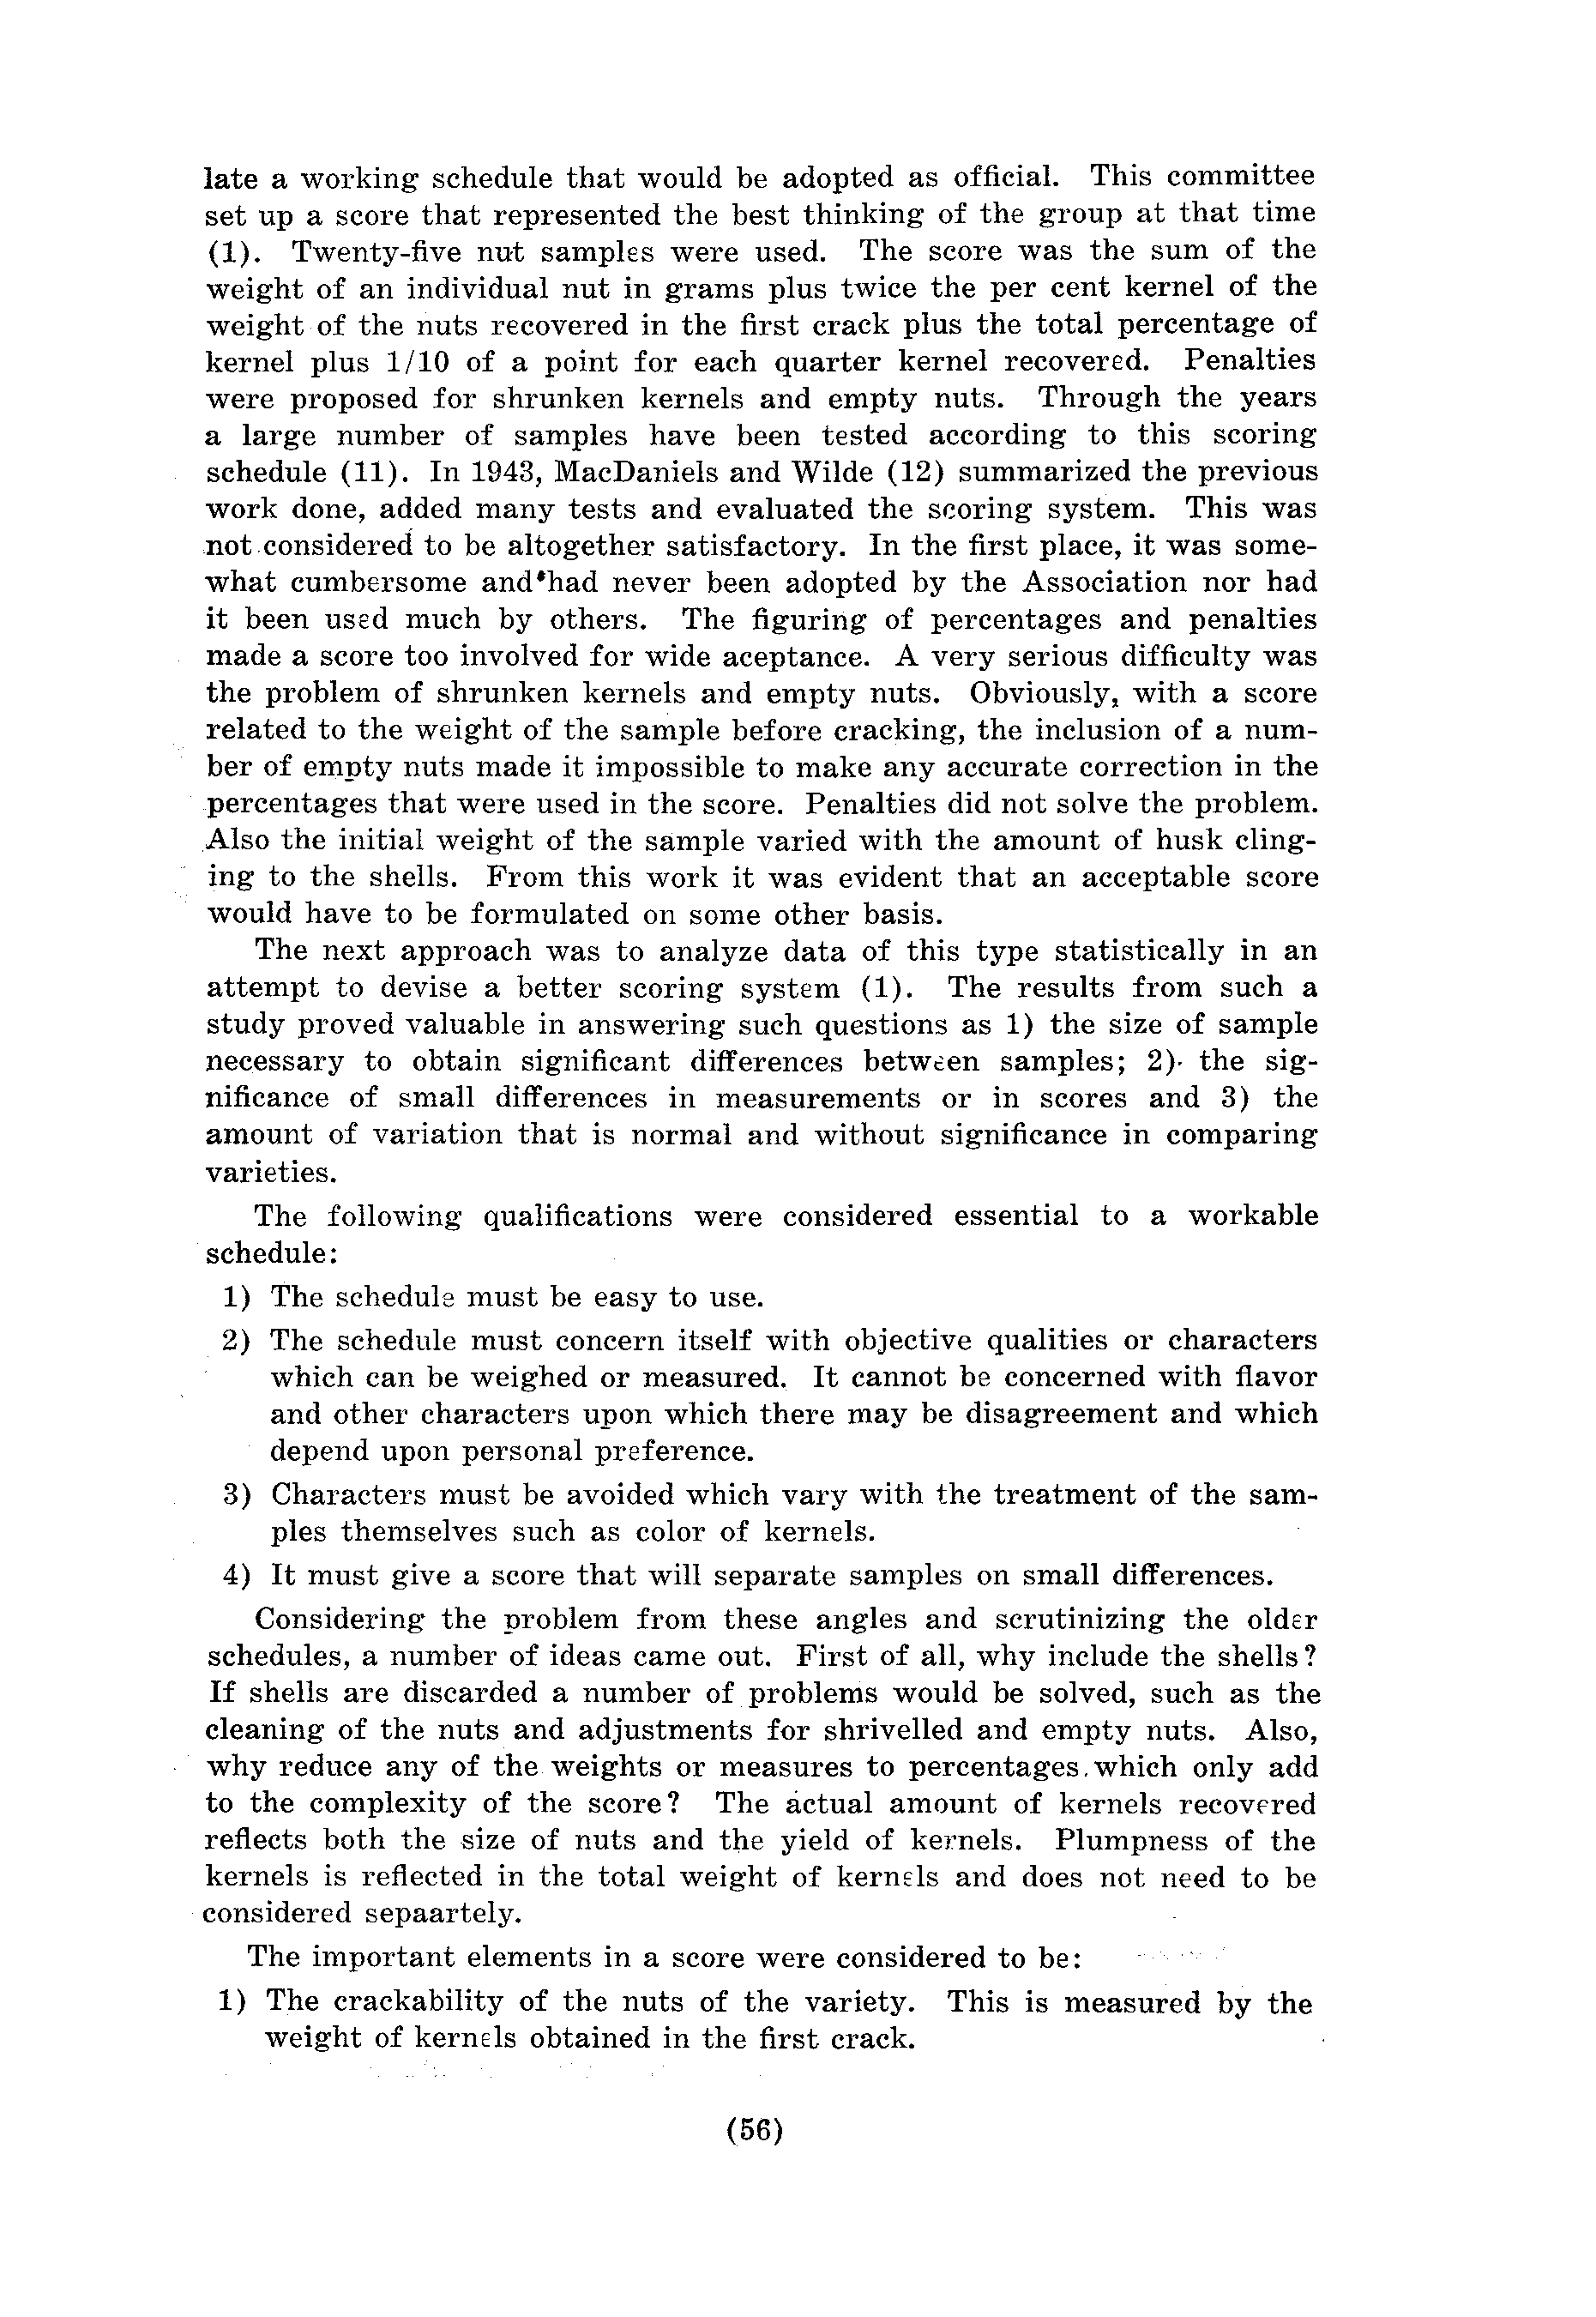 late a working schedule that would be adopted as official. This committee
set up a score that represented the best thinking of the group at that time
(1). Twenty-five nut samples were used. The score was the sum of the
weight of an individual nut in grams plus twice the per cent kernel of the
weight of the nuts recovered in the first crack plus the total percentage of
kernel plus 1/10 of a point for each quarter kernel recovered. Penalties
were proposed for shrunken kernels and empty nuts. Through the years
a large number of samples have been tested according to this scoring
schedule (11). In 1943, MacDaniels and Wilde (12) summarized the previous
work done, added many tests and evaluated the scoring system. This was
not considered to be altogether satisfactory. In the first place, it was some-
what cumbersome and had never been adopted by the Association nor had
it been used much by others. The figuring of percentages and penalties
made a score too involved for wide aceptance. A very serious difficulty was
the problem of shrunken kernels and empty nuts. Obviously, with a score
related to the weight of the sample before cracking, the inclusion of a num-
ber of empty nuts made it impossible to make any accurate correction in the
percentages that were used in the score. Penalties did not solve the problem.
Also the initial weight of the sample varied with the amount of husk cling-
ing to the shells. From this work it was evident that an acceptable score
would have to be formulated on some other basis.
The next approach was to analyze data of this type statistically in an
attempt to devise a better scoring system (1). The results from such a
study proved valuable in answering such questions as 1) the size of sample
necessary to obtain significant differences between samples; 2) the sig-
nificance of small differences in measurements or in scores and 3) the
amount of variation that is normal and without significance in comparing
varieties.
The following qualifications were considered essential to a workable
schedule:
1) The schedule must be easy to use.
2) The schedule must concern itself with objective qualities or characters
which can be weighed or measured. It cannot be concerned with flavor
and other characters upon which there may be disagreement and which
depend upon personal preference.
3) Characters must be avoided which vary with the treatment of the sam-
ples themselves such as color of kernels.
4) It must give a score that will separate samples on small differences.
Considering the problem from these angles and scrutinizing the older
schedules, a number of ideas came out. First of all, why include the shells?
If shells are discarded a number of problems would be solved, such as the
cleaning of the nuts and adjustments for shrivelled and empty nuts. Also,
why reduce any of the weights or measures to percentages which only add
to the complexity of the score? The actual amount of kernels recovered
reflects both the size of nuts and the yield of kernels. Plumpness of the
kernels is reflected in the total weight of kernels and does not need to be
considered sepaartely.
The important elements in a score were considered to be:
1) The crackability of the nuts of the variety. This is measured by the
weight of kernels obtained in the first crack.
(56)